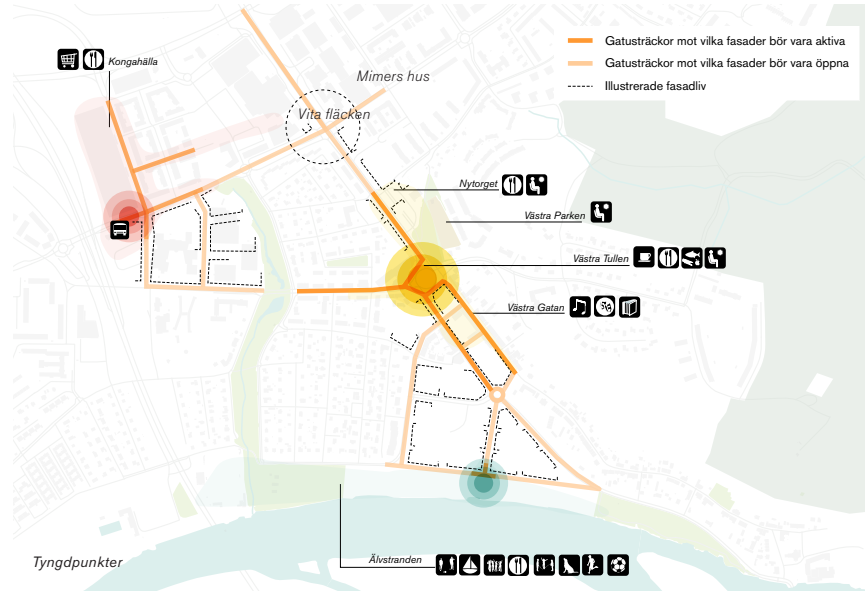 Gatusträckor mot vilka fasader bör vara aktiva
Gatusträckor mot vilka fasader bör vara öppna
Illustrerade fasadliv
Kongahälla
Mimers hus
Vita fläcken
Nytorget
Västra Parken
Västra Tullen
Västra Gatan
Älvstranden
Tyngdpunkter